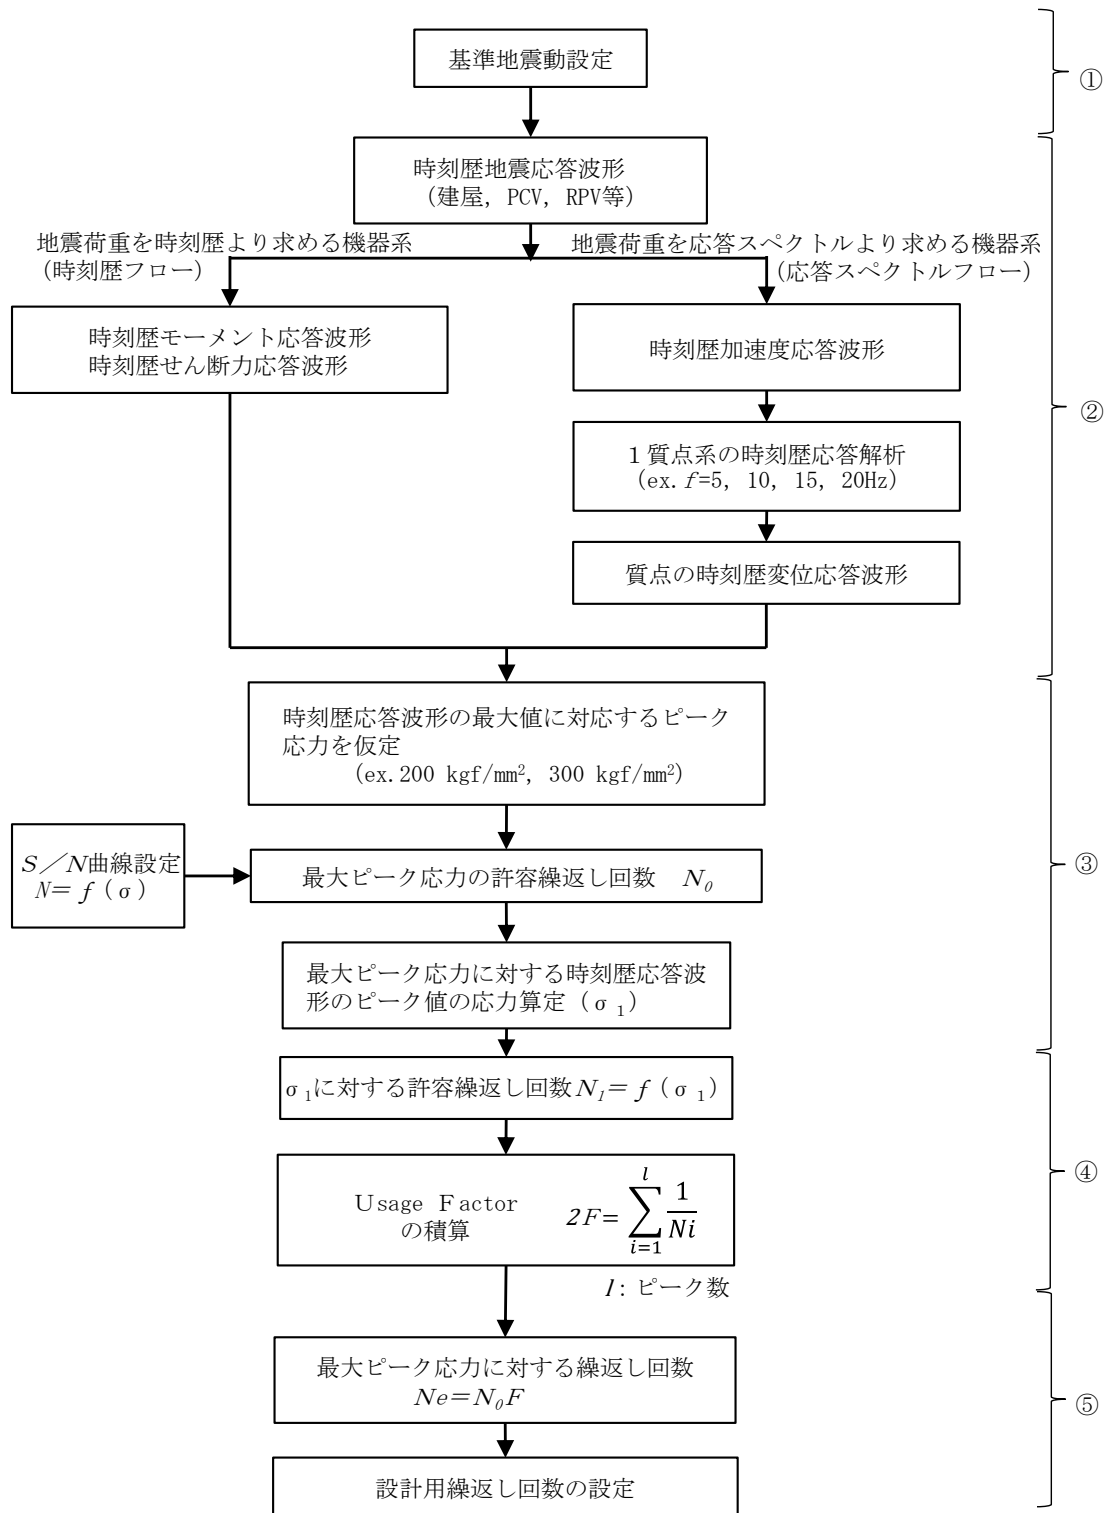 基準地震動設定
①
時刻歴地震応答波形
(建屋, PCV, RPV等)
地震荷重を時刻歴より求める機器系
(時刻歴フロー)
地震荷重を応答スペクトルより求める機器系
(応答スペクトルフロー)
時刻歴モーメント応答波形
時刻歴せん断力応答波形
時刻歴加速度応答波形
1質点系の時刻歴応答解析
(ex. f=5, 10, 15, 20Hz)
質点の時刻歴変位応答波形
②
時刻歴応答波形の最大値に対応するピーク
応力を仮定
(ex. 200 kgf/mm², 300 kgf/mm²)
S/N曲線設定
N=f(σ)
最大ピーク応力の許容繰返し回数 N₀
最大ピーク応力に対する時刻歴応答波
形のピーク値の応力算定(σ₁)
③
σ₁に対する許容繰返し回数N₁=f(σ₁)
Usage Factor
の積算
2F=∑_{i=1}^{l} 1/Ni
l: ピーク数
④
最大ピーク応力に対する繰返し回数
Ne=N₀F
設計用繰返し回数の設定
⑤